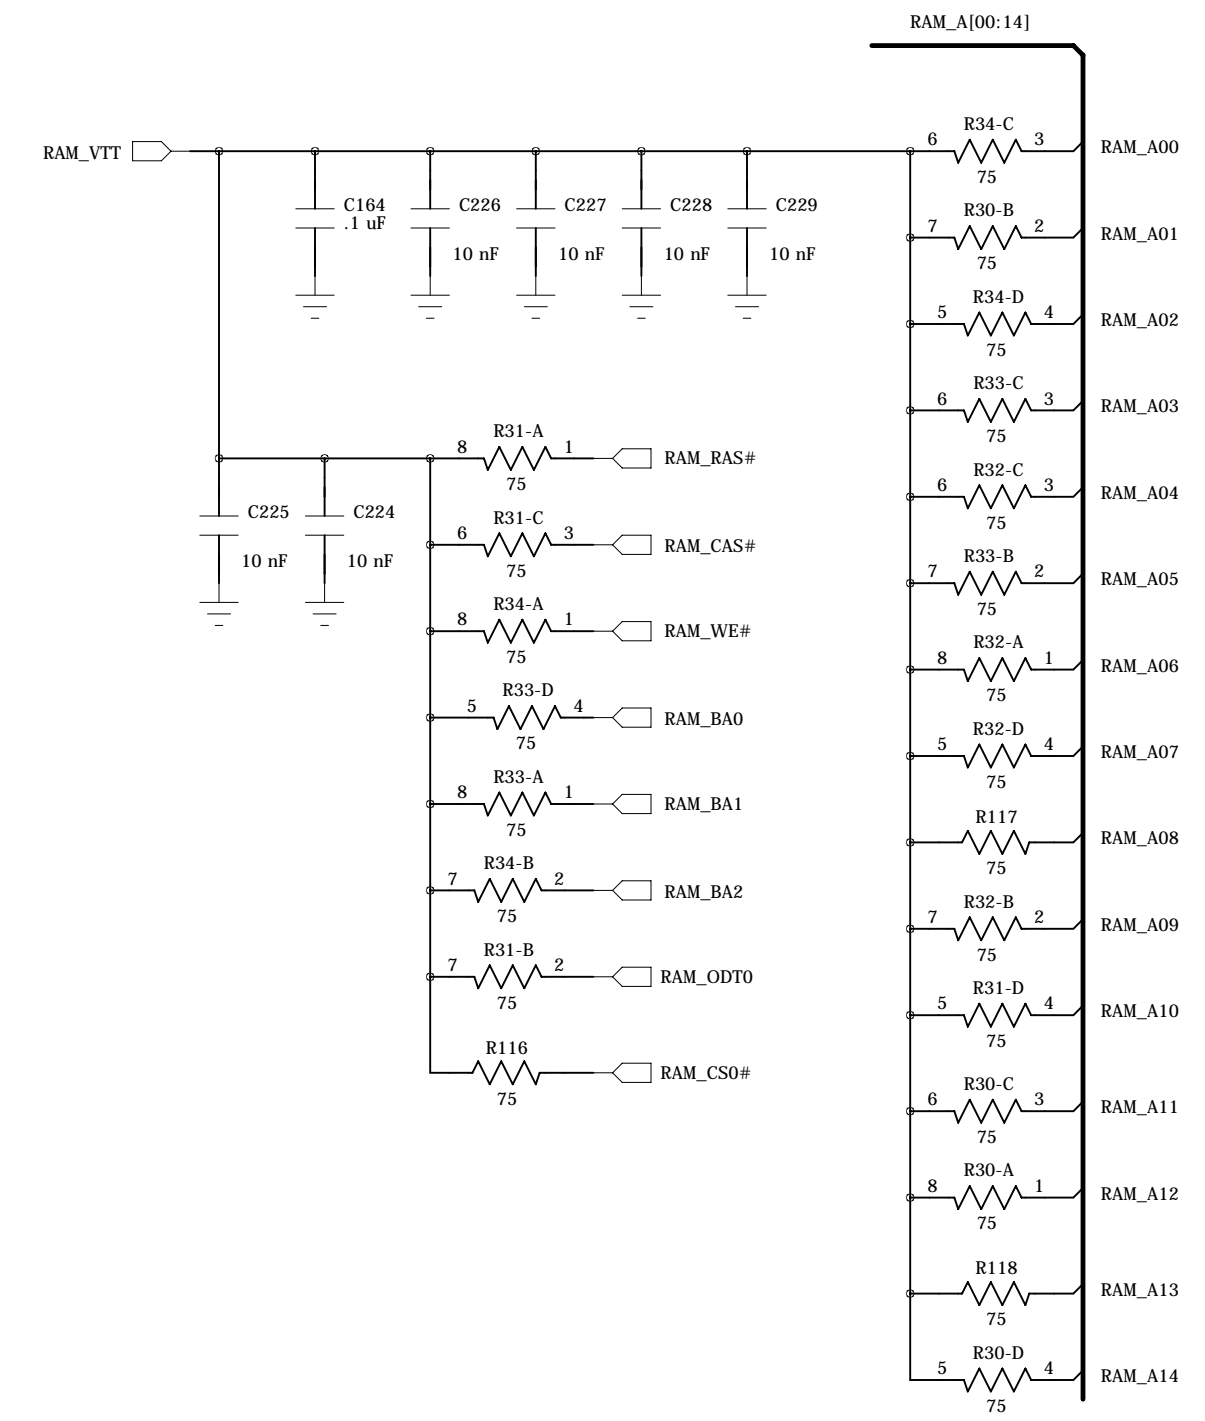 RAM_A[00:14]
RAM_VTT
C164
.1 uF
C226
10 nF
C227
10 nF
C228
10 nF
C229
10 nF
C225
10 nF
C224
10 nF
R31-A
8 1
75
RAM_RAS#
R31-C
6 3
75
RAM_CAS#
R34-A
8 1
75
RAM_WE#
R33-D
5 4
75
RAM_BA0
R33-A
8 1
75
RAM_BA1
R34-B
7 2
75
RAM_BA2
R31-B
7 2
75
RAM_ODT0
R116
75
RAM_CS0#
R34-C
6 3
75
RAM_A00
R30-B
7 2
75
RAM_A01
R34-D
5 4
75
RAM_A02
R33-C
6 3
75
RAM_A03
R32-C
6 3
75
RAM_A04
R33-B
7 2
75
RAM_A05
R32-A
8 1
75
RAM_A06
R32-D
5 4
75
RAM_A07
R117
75
RAM_A08
R32-B
7 2
75
RAM_A09
R31-D
5 4
75
RAM_A10
R30-C
6 3
75
RAM_A11
R30-A
8 1
75
RAM_A12
R118
75
RAM_A13
R30-D
5 4
75
RAM_A14